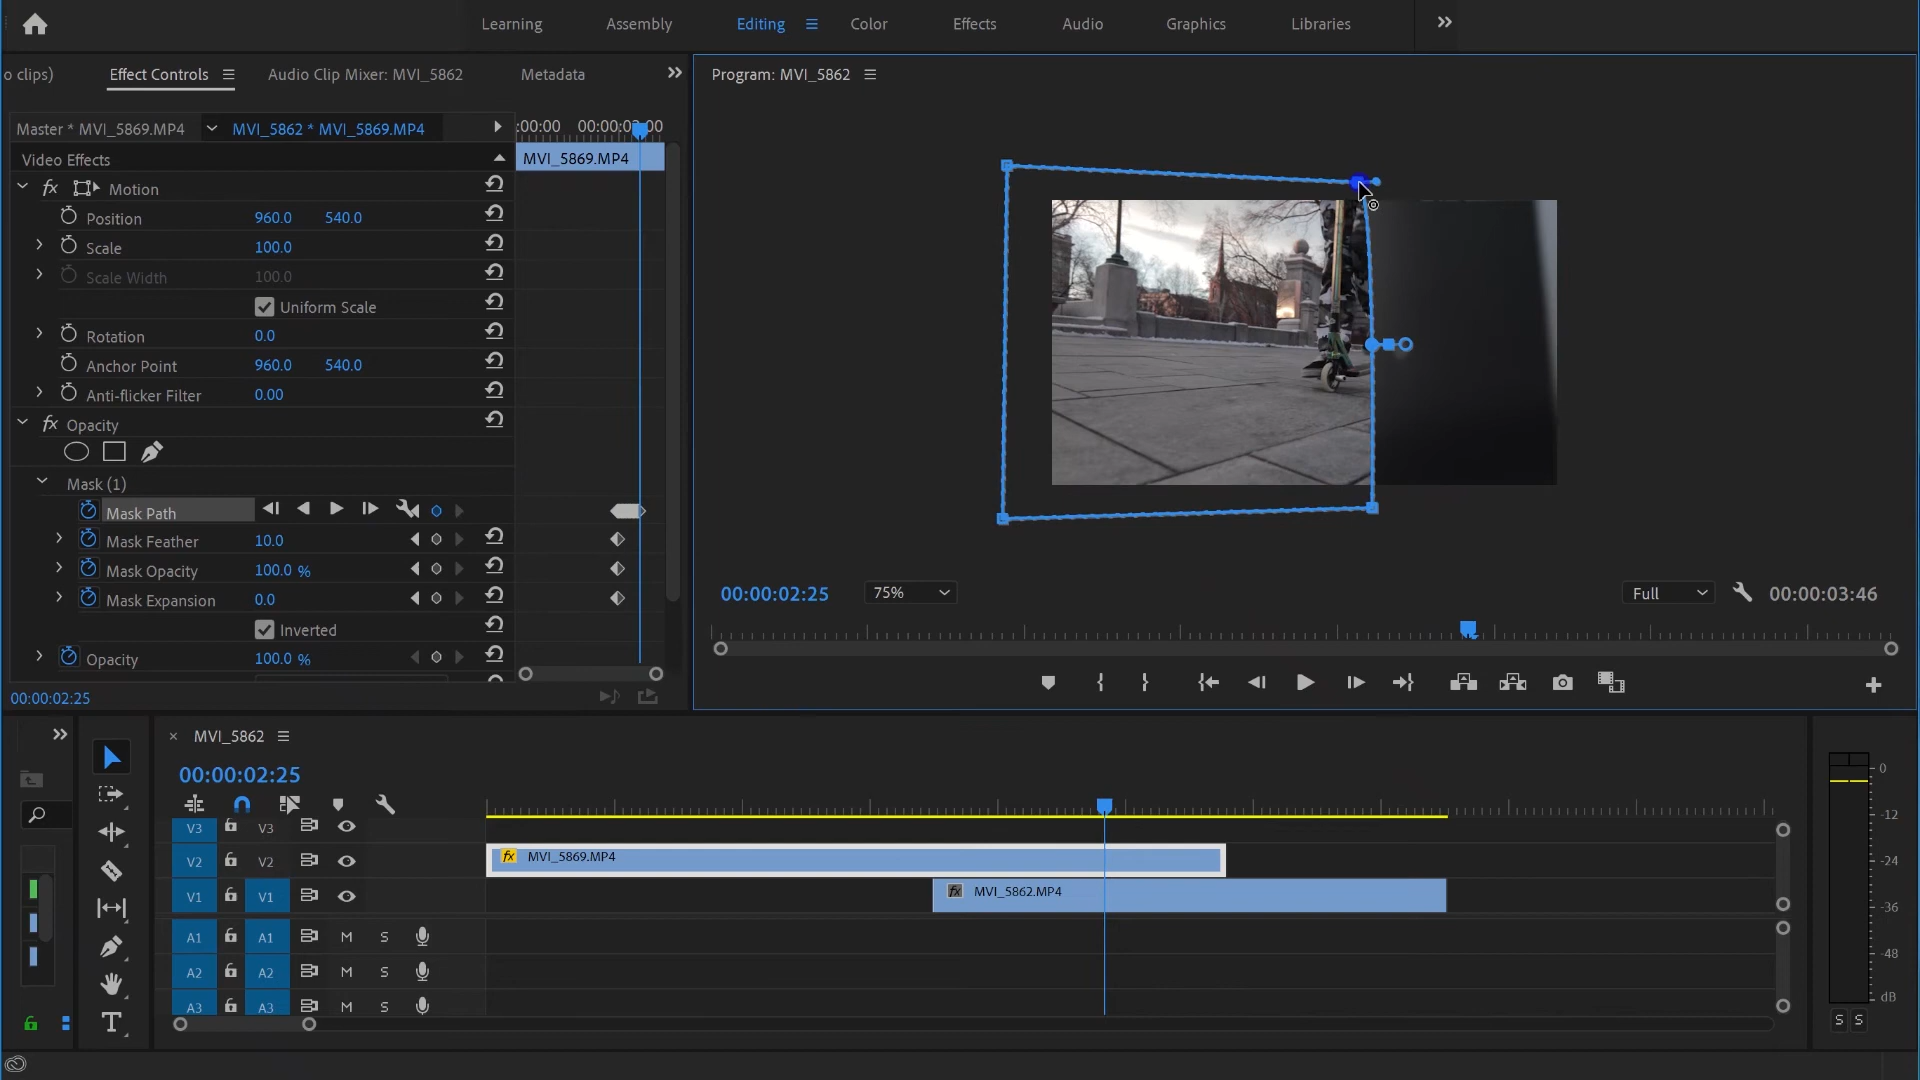 Learning Assembly Editing Color Effects Audio Graphics Libraries
o clips) Effect Controls Audio Clip Mixer: MVI_5862 Metadata
Program: MVI_5862
Master * MVI_5869.MP4 MVI_5862 * MVI_5869.MP4 :00:00 00:00:02:00
Video Effects MVI_5869.MP4
fx Motion
Position 960.0 540.0
Scale 100.0
Scale Width 100.0
Uniform Scale
Rotation 0.0
Anchor Point 960.0 540.0
Anti-flicker Filter 0.00
fx Opacity
Mask (1)
Mask Path
Mask Feather 10.0
Mask Opacity 100.0 %
Mask Expansion 0.0
Inverted
Opacity 100.0 %
00:00:02:25
00:00:02:25 75% Full 00:00:03:46
MVI_5862
00:00:02:25
V3 V3
V2 V2 fx MVI_5869.MP4
V1 V1 fx MVI_5862.MP4
A1 A1 M S
A2 A2 M S
A3 A3 M S
T
0
-12
-24
-36
-48
dB
S S